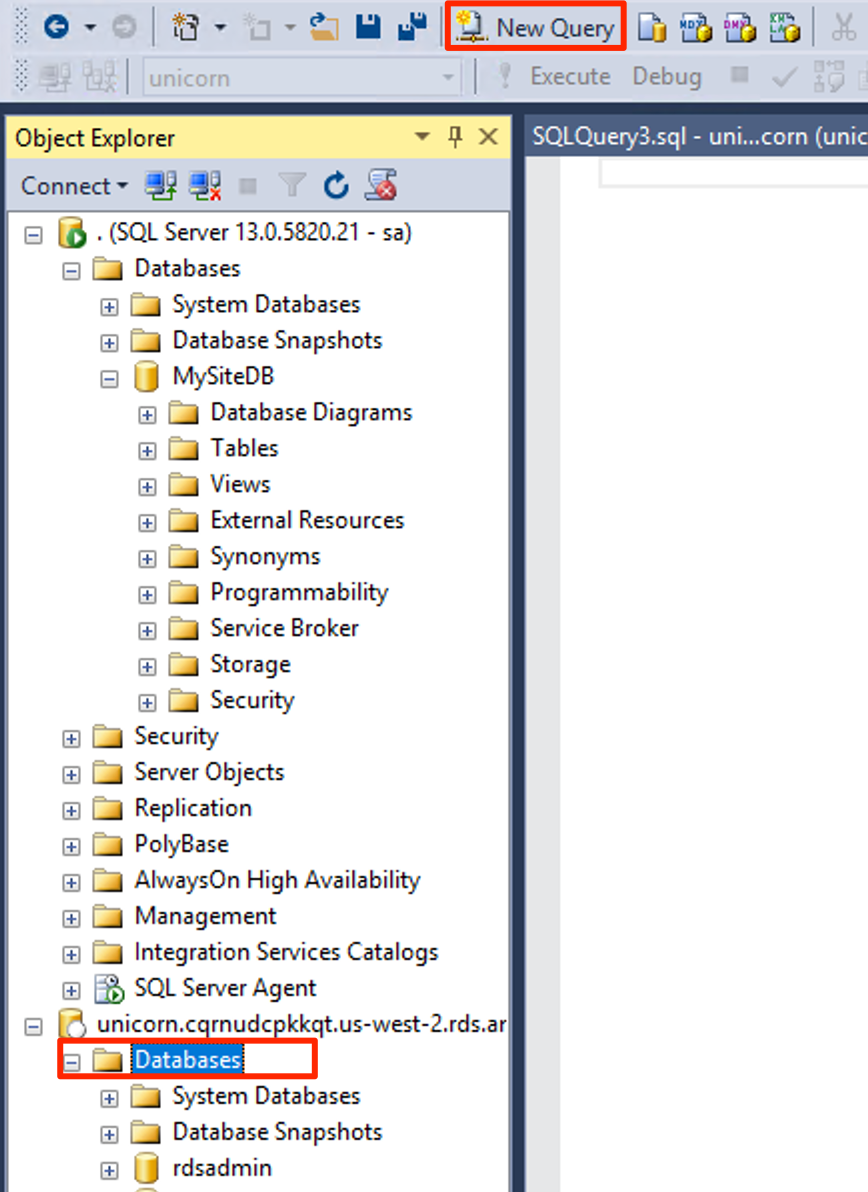 New Query
unicorn
Execute Debug
Object Explorer
SQLQuery3.sql - uni...corn (unic
Connect
. (SQL Server 13.0.5820.21 - sa)
Databases
System Databases
Database Snapshots
MySiteDB
Database Diagrams
Tables
Views
External Resources
Synonyms
Programmability
Service Broker
Storage
Security
Security
Server Objects
Replication
PolyBase
AlwaysOn High Availability
Management
Integration Services Catalogs
SQL Server Agent
unicorn.cqrnudcpkkqt.us-west-2.rds.ar
Databases
System Databases
Database Snapshots
rdsadmin